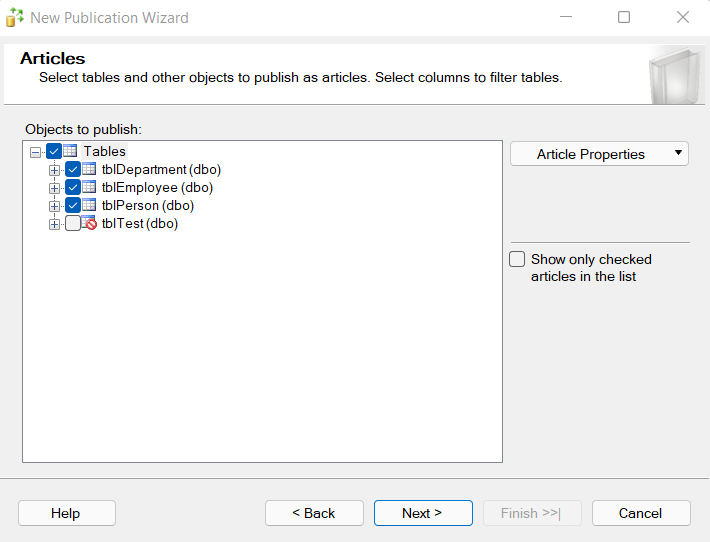 New Publication Wizard
Articles
Select tables and other objects to publish as articles. Select columns to filter tables.
Objects to publish:
Tables
tblDepartment (dbo)
tblEmployee (dbo)
tblPerson (dbo)
tblTest (dbo)
Article Properties
Show only checked
articles in the list
Help
< Back
Next >
Finish >>|
Cancel